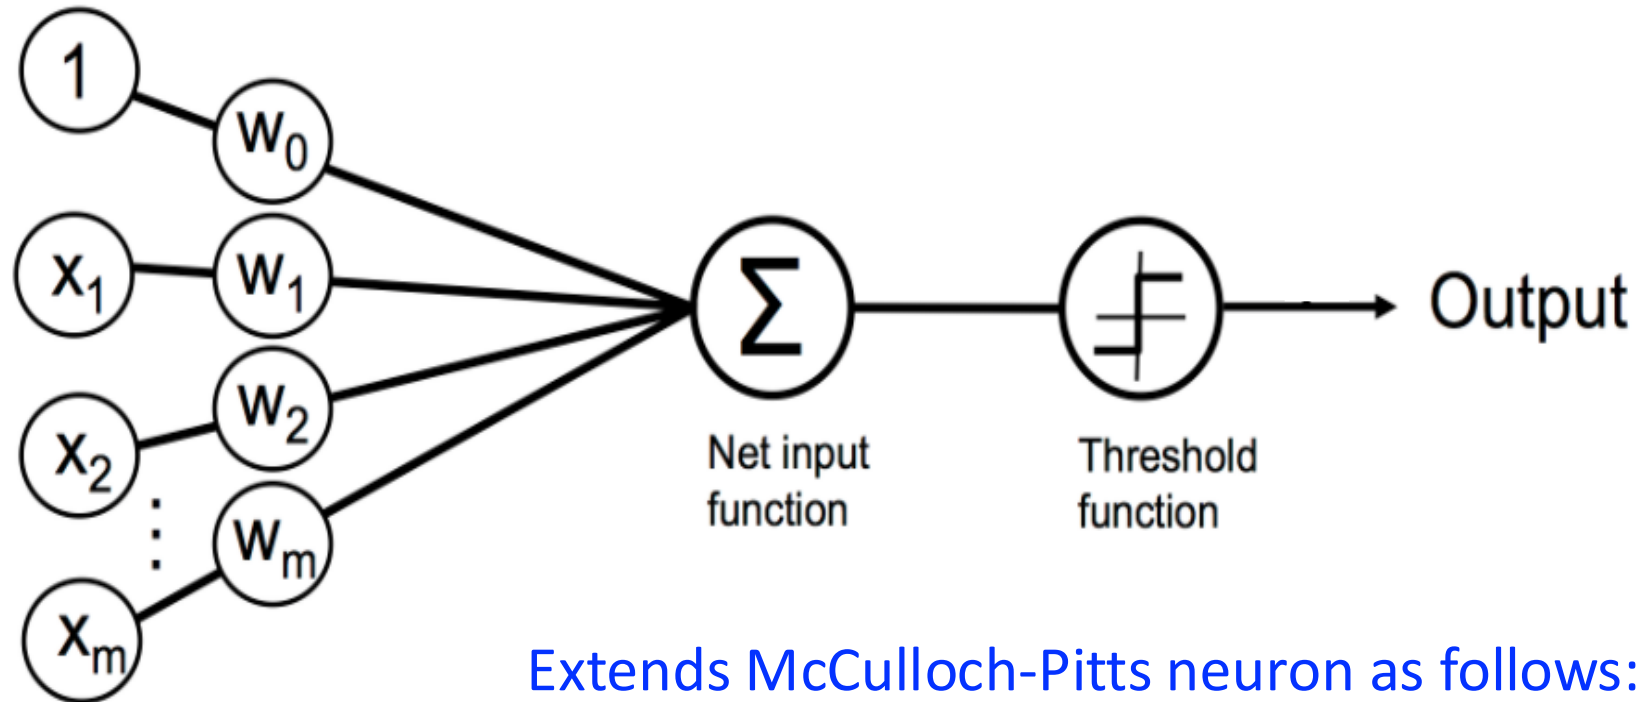 1
w0
x1
w1
x2
w2
⋮
xm
wm
Σ
Net input
function
Threshold
function
Output
Extends McCulloch-Pitts neuron as follows: